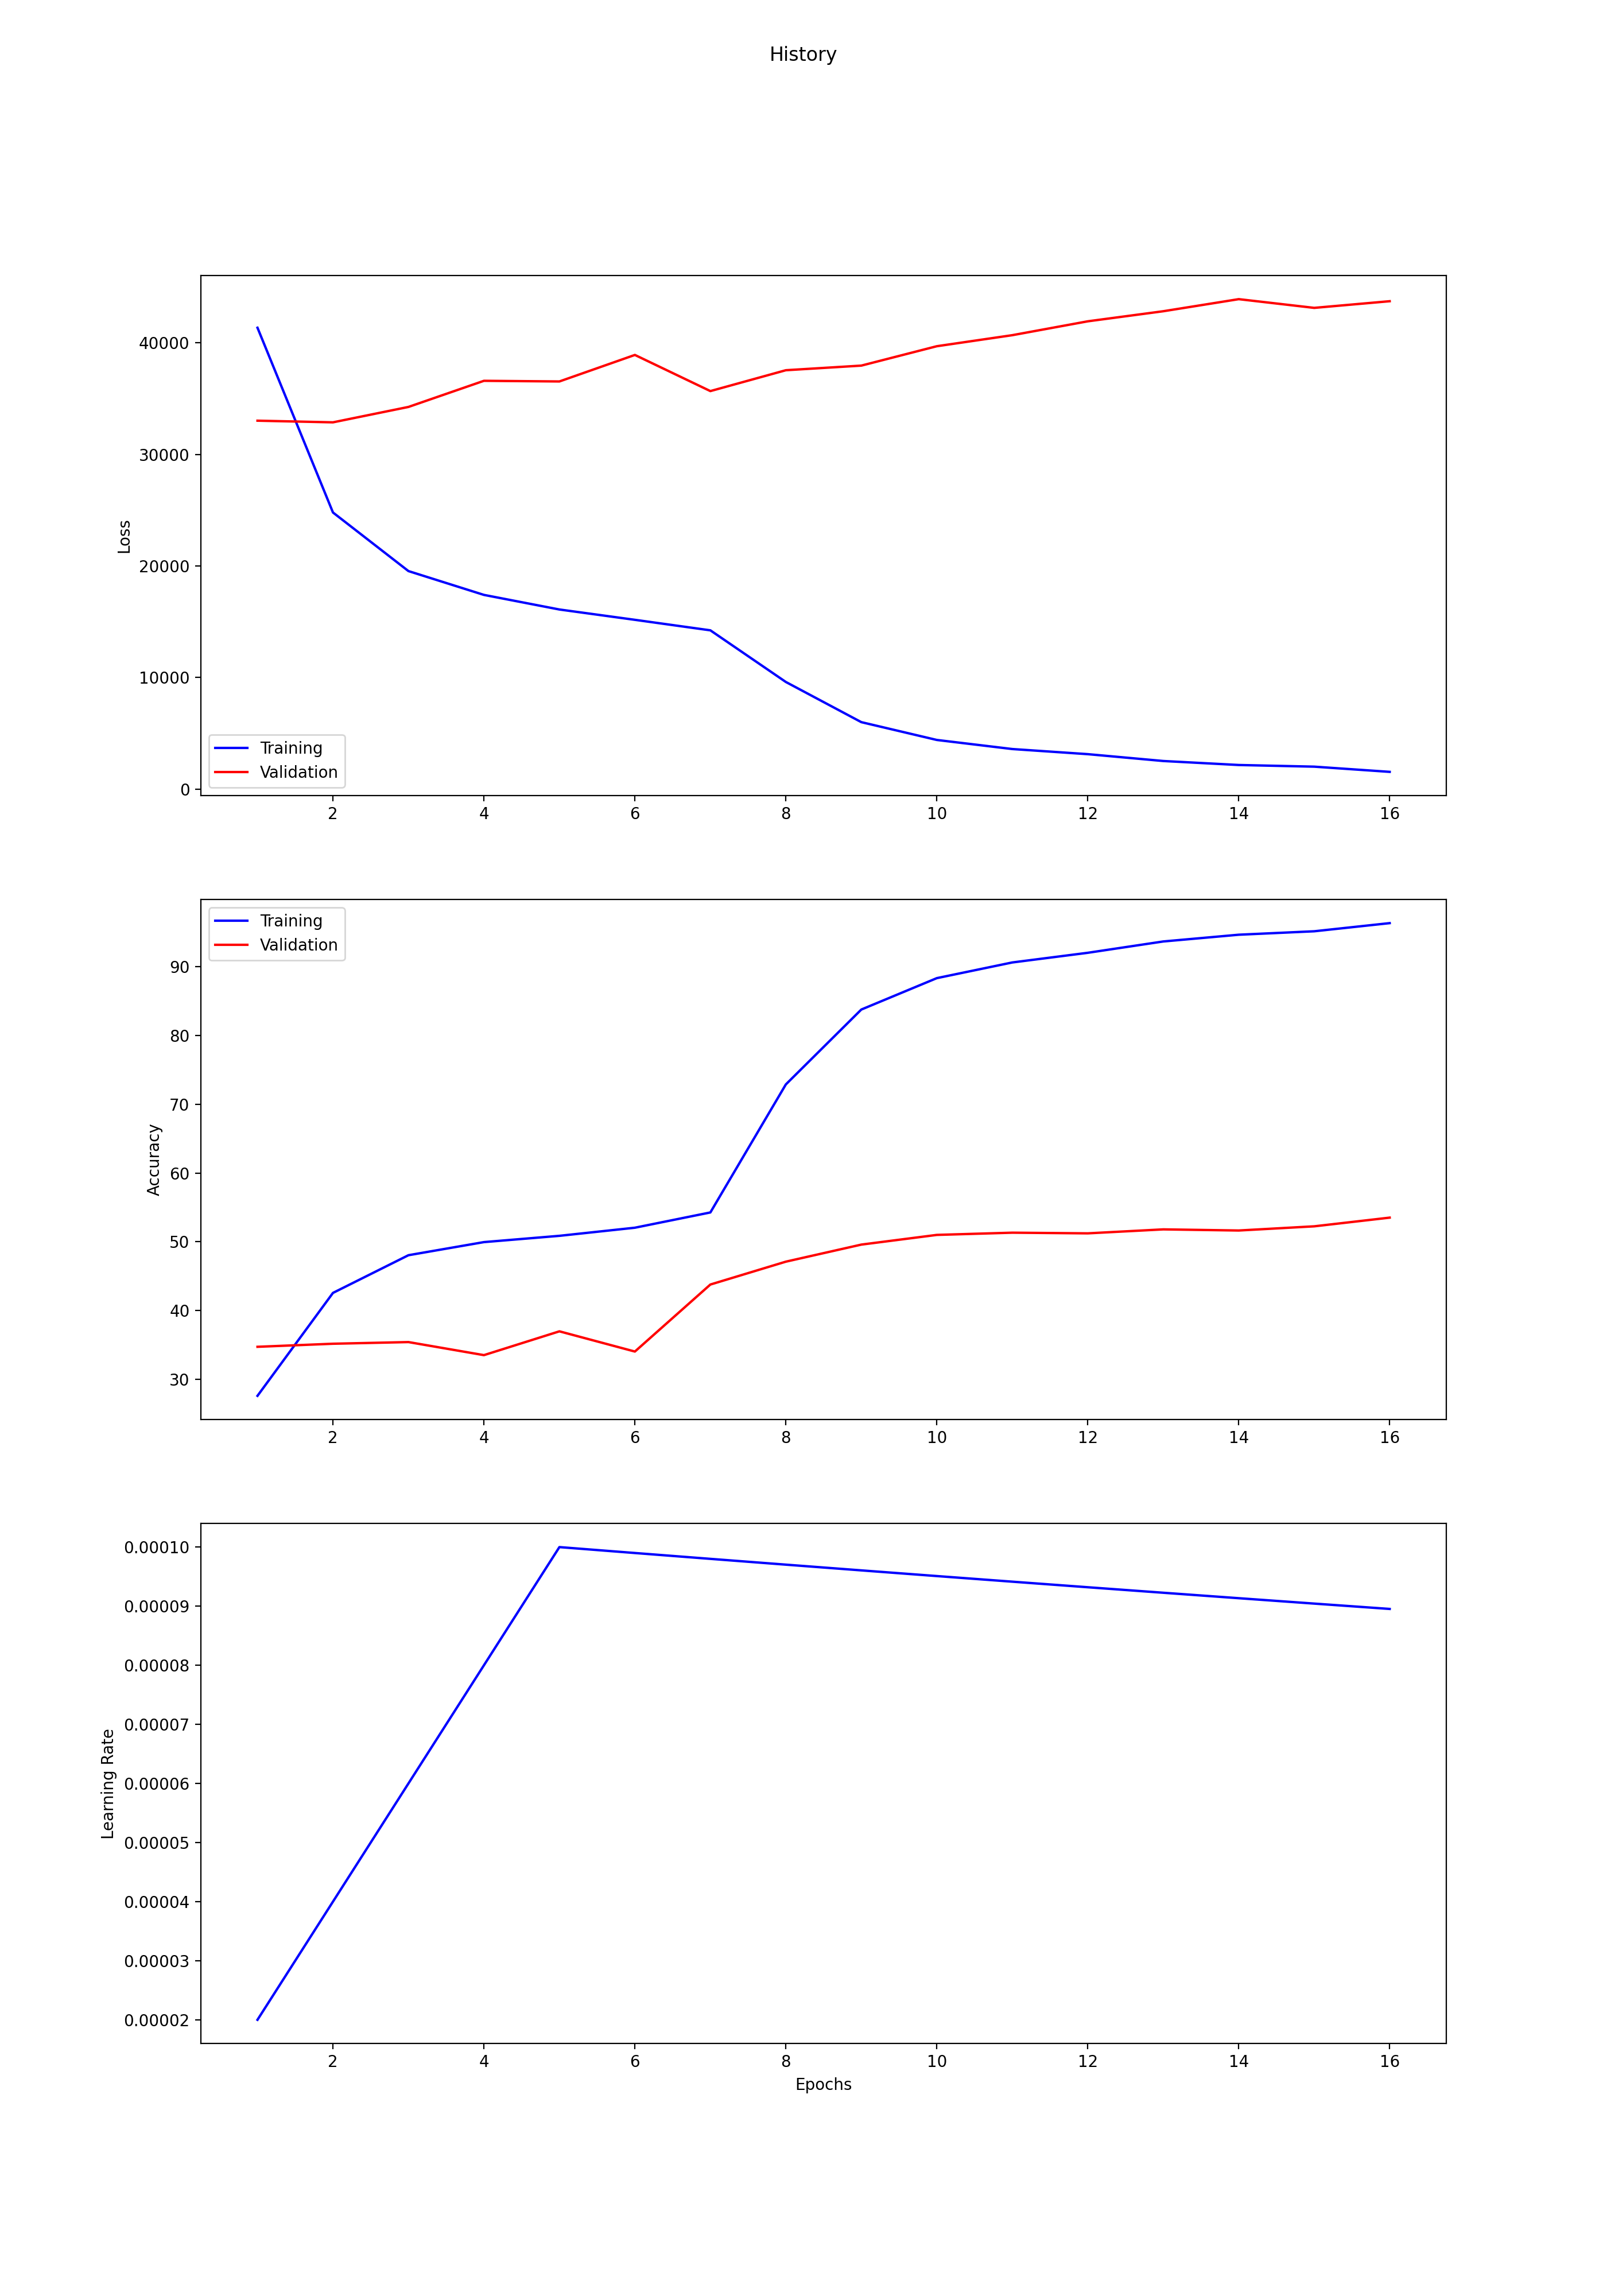 History
40000
30000
20000
10000
0
Loss
Training
Validation
2 4 6 8 10 12 14 16
Training
Validation
90
80
70
60
50
40
30
Accuracy
2 4 6 8 10 12 14 16
0.00010
0.00009
0.00008
0.00007
0.00006
0.00005
0.00004
0.00003
0.00002
Learning Rate
2 4 6 8 10 12 14 16
Epochs